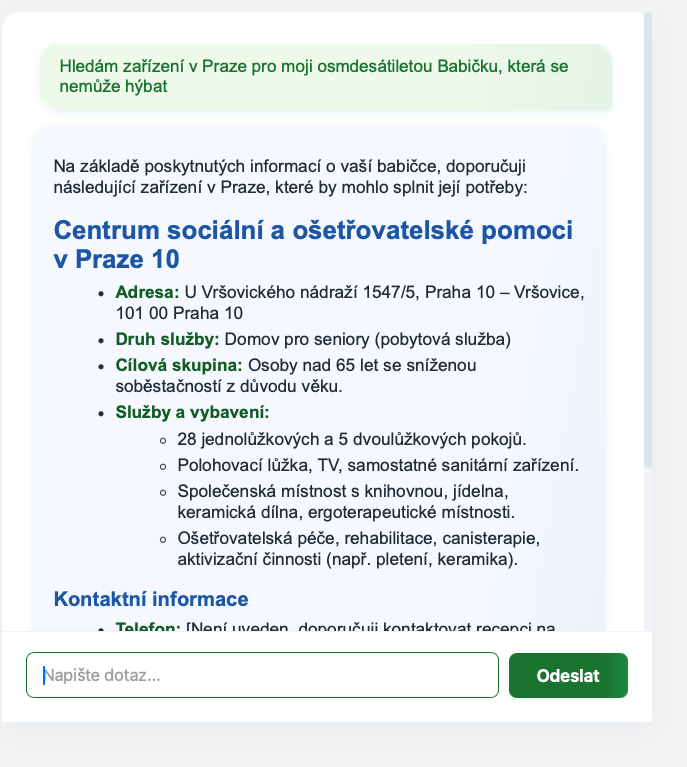 Hledám zařízení v Praze pro moji osmdesátiletou Babičku, která se
nemůže hýbat
Na základě poskytnutých informací o vaší babičce, doporučuji
následující zařízení v Praze, které by mohlo splnit její potřeby:
Centrum sociální a ošetřovatelské pomoci
v Praze 10
• Adresa: U Vršovického nádraží 1547/5, Praha 10 – Vršovice,
101 00 Praha 10
• Druh služby: Domov pro seniory (pobytová služba)
• Cílová skupina: Osoby nad 65 let se sníženou
soběstačností z důvodu věku.
• Služby a vybavení:
◦ 28 jednolůžkových a 5 dvoulůžkových pokojů.
◦ Polohovací lůžka, TV, samostatné sanitární zařízení.
◦ Společenská místnost s knihovnou, jídelna,
keramická dílna, ergoterapeutické místnosti.
◦ Ošetřovatelská péče, rehabilitace, canisterapie,
aktivizační činnosti (např. pletení, keramika).
Kontaktní informace
• Telefon: [Není uveden, doporučuji kontaktovat recepci na
Napište dotaz...
Odeslat